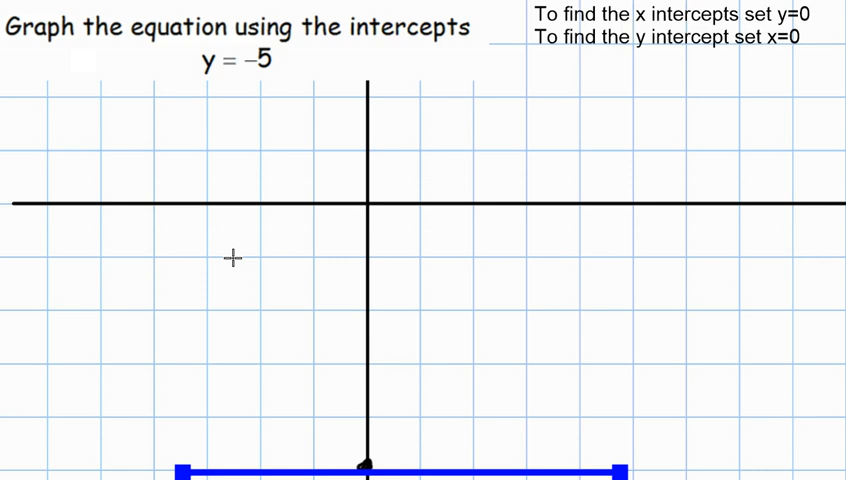 Graph the equation using the intercepts
y = –5
To find the x intercepts set y=0
To find the y intercept set x=0